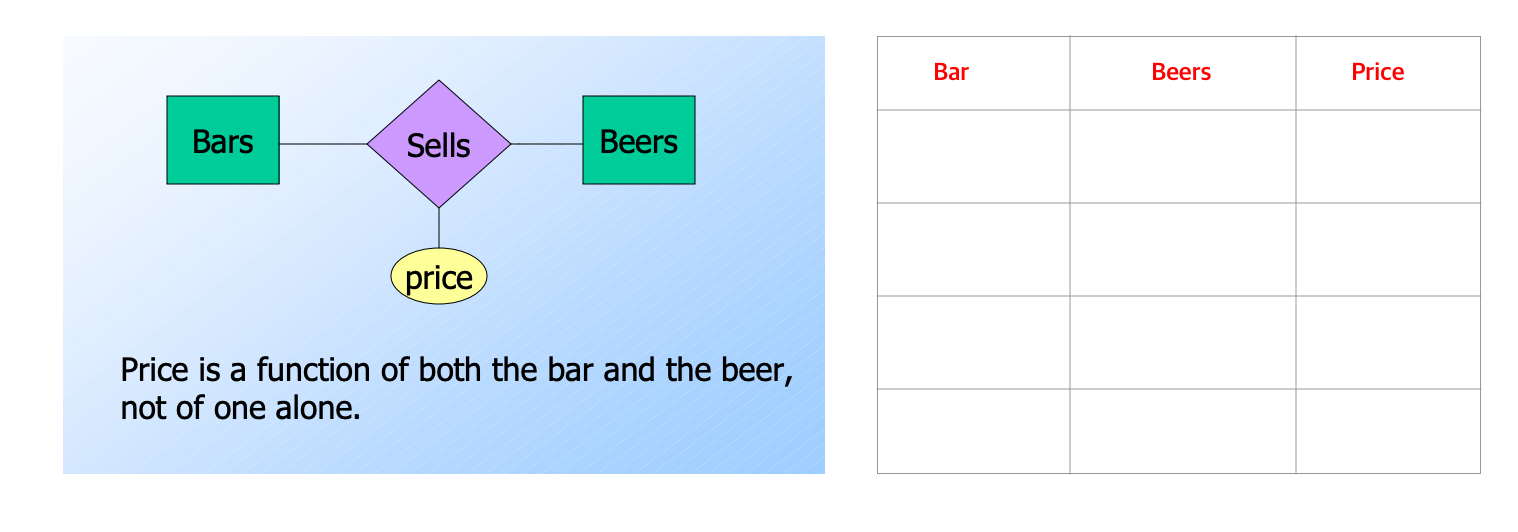 Bars
Sells
Beers
price
Price is a function of both the bar and the beer,
not of one alone.
Bar Beers Price